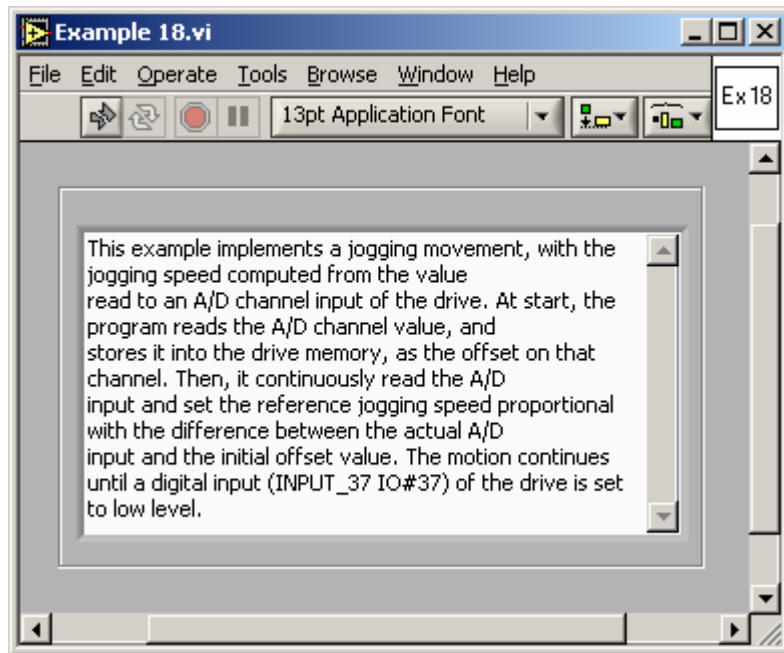 Example 18.vi
File Edit Operate Tools Browse Window Help
13pt Application Font
Ex 18
This example implements a jogging movement, with the
jogging speed computed from the value
read to an A/D channel input of the drive. At start, the
program reads the A/D channel value, and
stores it into the drive memory, as the offset on that
channel. Then, it continuously read the A/D
input and set the reference jogging speed proportional
with the difference between the actual A/D
input and the initial offset value. The motion continues
until a digital input (INPUT_37 IO#37) of the drive is set
to low level.